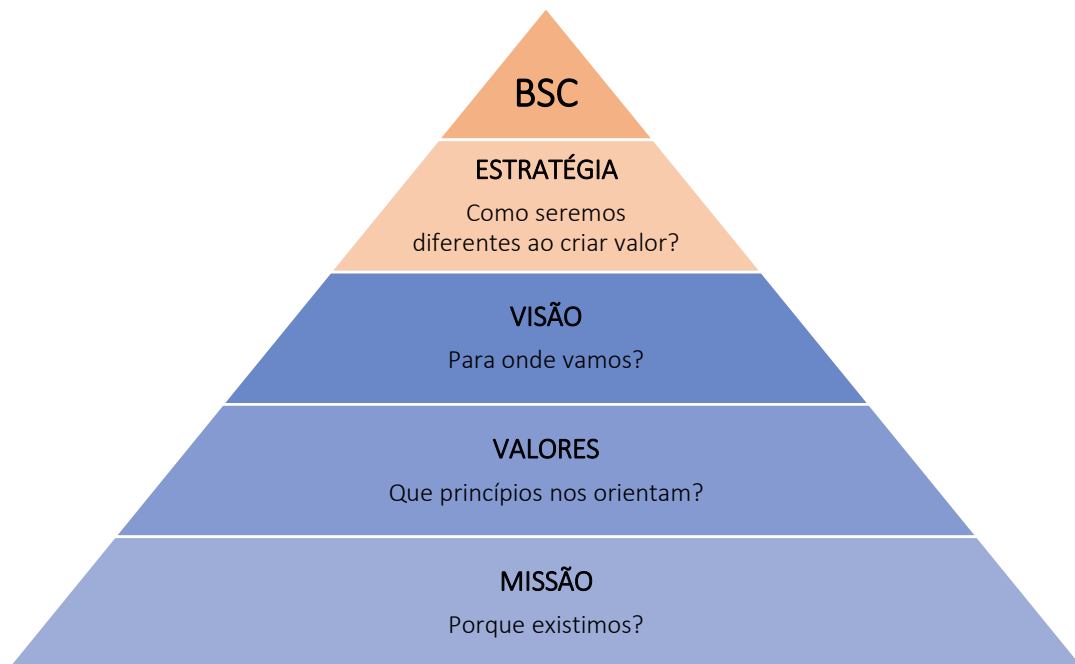 BSC
ESTRATÉGIA
Como seremos
diferentes ao criar valor?
VISÃO
Para onde vamos?
VALORES
Que princípios nos orientam?
MISSÃO
Porque existimos?